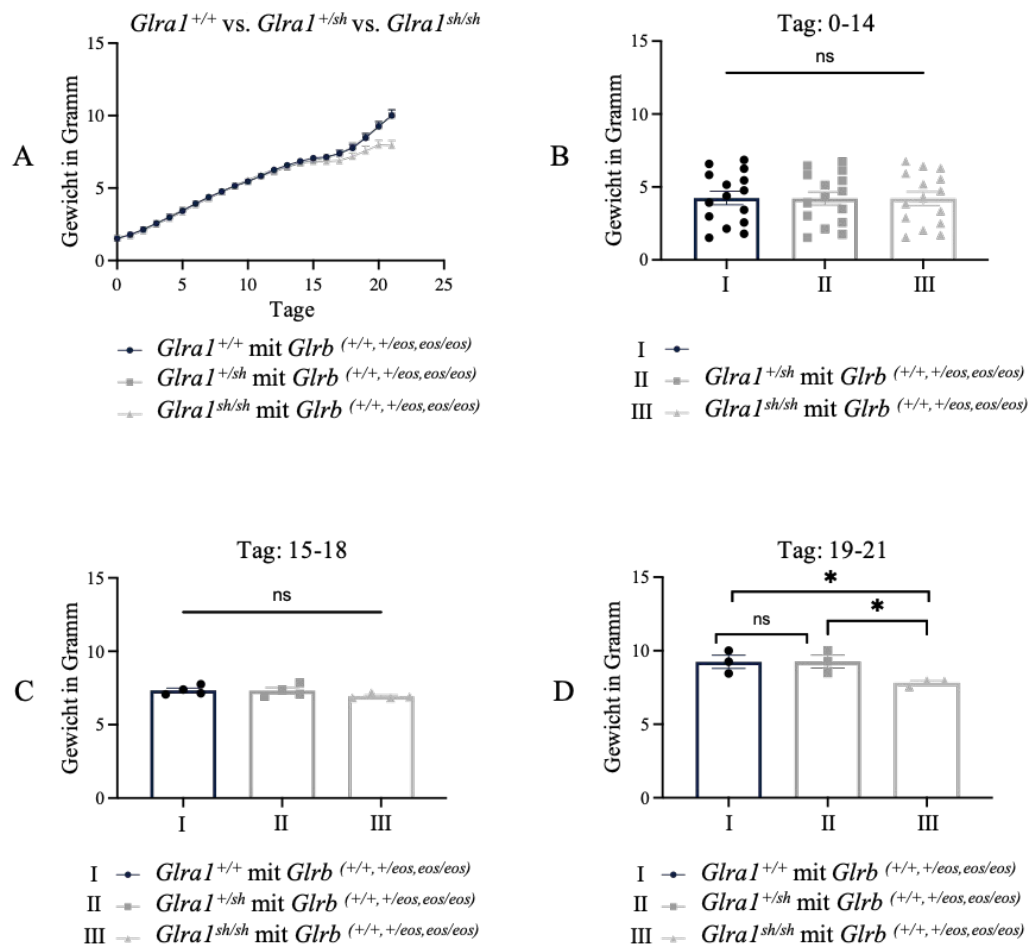 Glra1+/+ vs. Glra1+/sh vs. Glra1sh/sh
A
Gewicht in Gramm
15
10
5
0
0 5 10 15 20 25
Tage
Glra1+/+ mit Glrb (+/+, +/eos,eos/eos)
Glra1+/sh mit Glrb (+/+, +/eos,eos/eos)
Glra1sh/sh mit Glrb (+/+, +/eos,eos/eos)
Tag: 0-14
B
Gewicht in Gramm
15
10
5
0
ns
I II III
I
II Glra1+/sh mit Glrb (+/+, +/eos,eos/eos)
III Glra1sh/sh mit Glrb (+/+, +/eos,eos/eos)
Tag: 15-18
C
Gewicht in Gramm
15
10
5
0
ns
I II III
I Glra1+/+ mit Glrb (+/+, +/eos,eos/eos)
II Glra1+/sh mit Glrb (+/+, +/eos,eos/eos)
III Glra1sh/sh mit Glrb (+/+, +/eos,eos/eos)
Tag: 19-21
D
Gewicht in Gramm
15
10
5
0
*
*
ns
I II III
I Glra1+/+ mit Glrb (+/+, +/eos,eos/eos)
II Glra1+/sh mit Glrb (+/+, +/eos,eos/eos)
III Glra1sh/sh mit Glrb (+/+, +/eos,eos/eos)